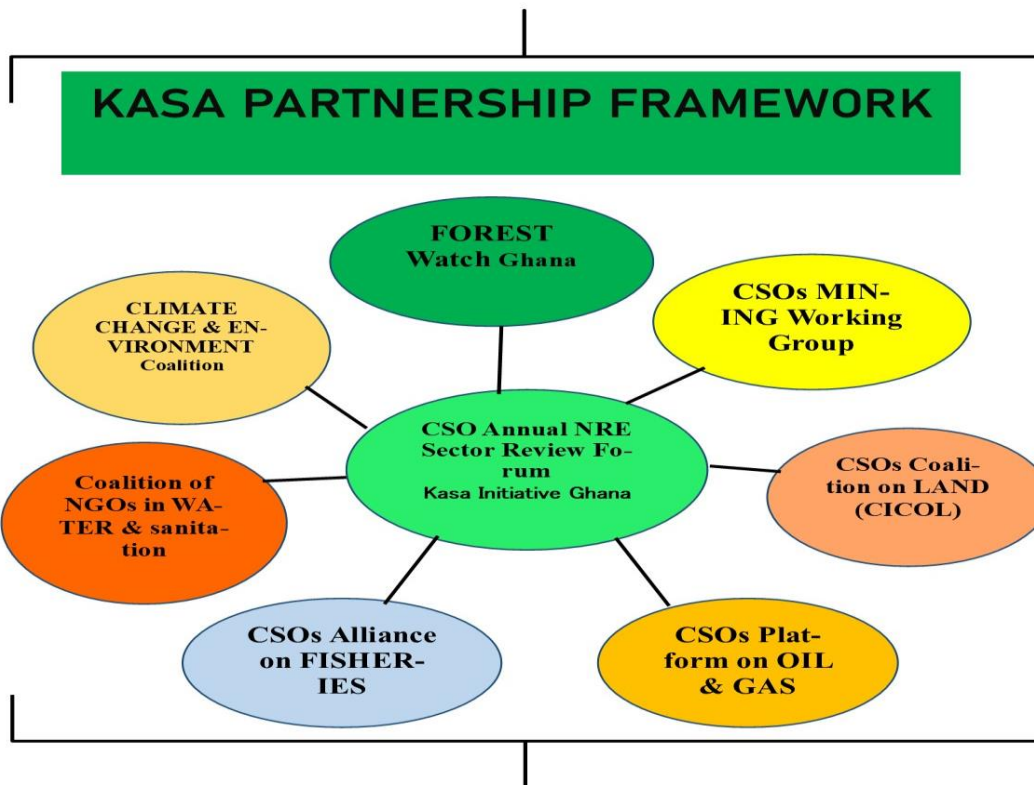 KASA PARTNERSHIP FRAMEWORK
FOREST
Watch Ghana
CSOs MIN-
ING Working
Group
CLIMATE
CHANGE & EN-
VIRONMENT
Coalition
CSO Annual NRE
Sector Review Fo-
rum
Kasa Initiative Ghana
CSOs Coali-
tion on LAND
(CICOL)
Coalition of
NGOs in WA-
TER & sanita-
tion
CSOs Alliance
on FISHER-
IES
CSOs Plat-
form on OIL
& GAS